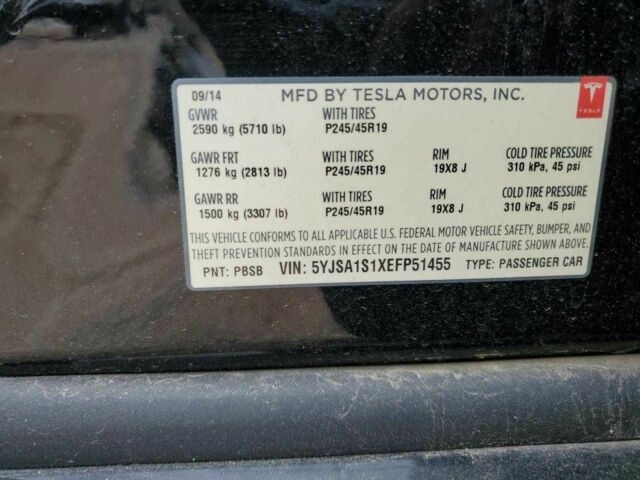 09/14 MFD BY TESLA MOTORS, INC.
TESLA
GVWR WITH TIRES
2590 kg (5710 lb) P245/45R19
GAWR FRT WITH TIRES RIM COLD TIRE PRESSURE
1276 kg (2813 lb) P245/45R19 19X8 J 310 kPa, 45 psi
GAWR RR WITH TIRES RIM COLD TIRE PRESSURE
1500 kg (3307 lb) P245/45R19 19X8 J 310 kPa, 45 psi
THIS VEHICLE CONFORMS TO ALL APPLICABLE U.S. FEDERAL MOTOR VEHICLE SAFETY, BUMPER, AND
THEFT PREVENTION STANDARDS IN EFFECT ON THE DATE OF MANUFACTURE SHOWN ABOVE.
PNT: PBSB VIN: 5YJSA1S1XEFP51455 TYPE: PASSENGER CAR